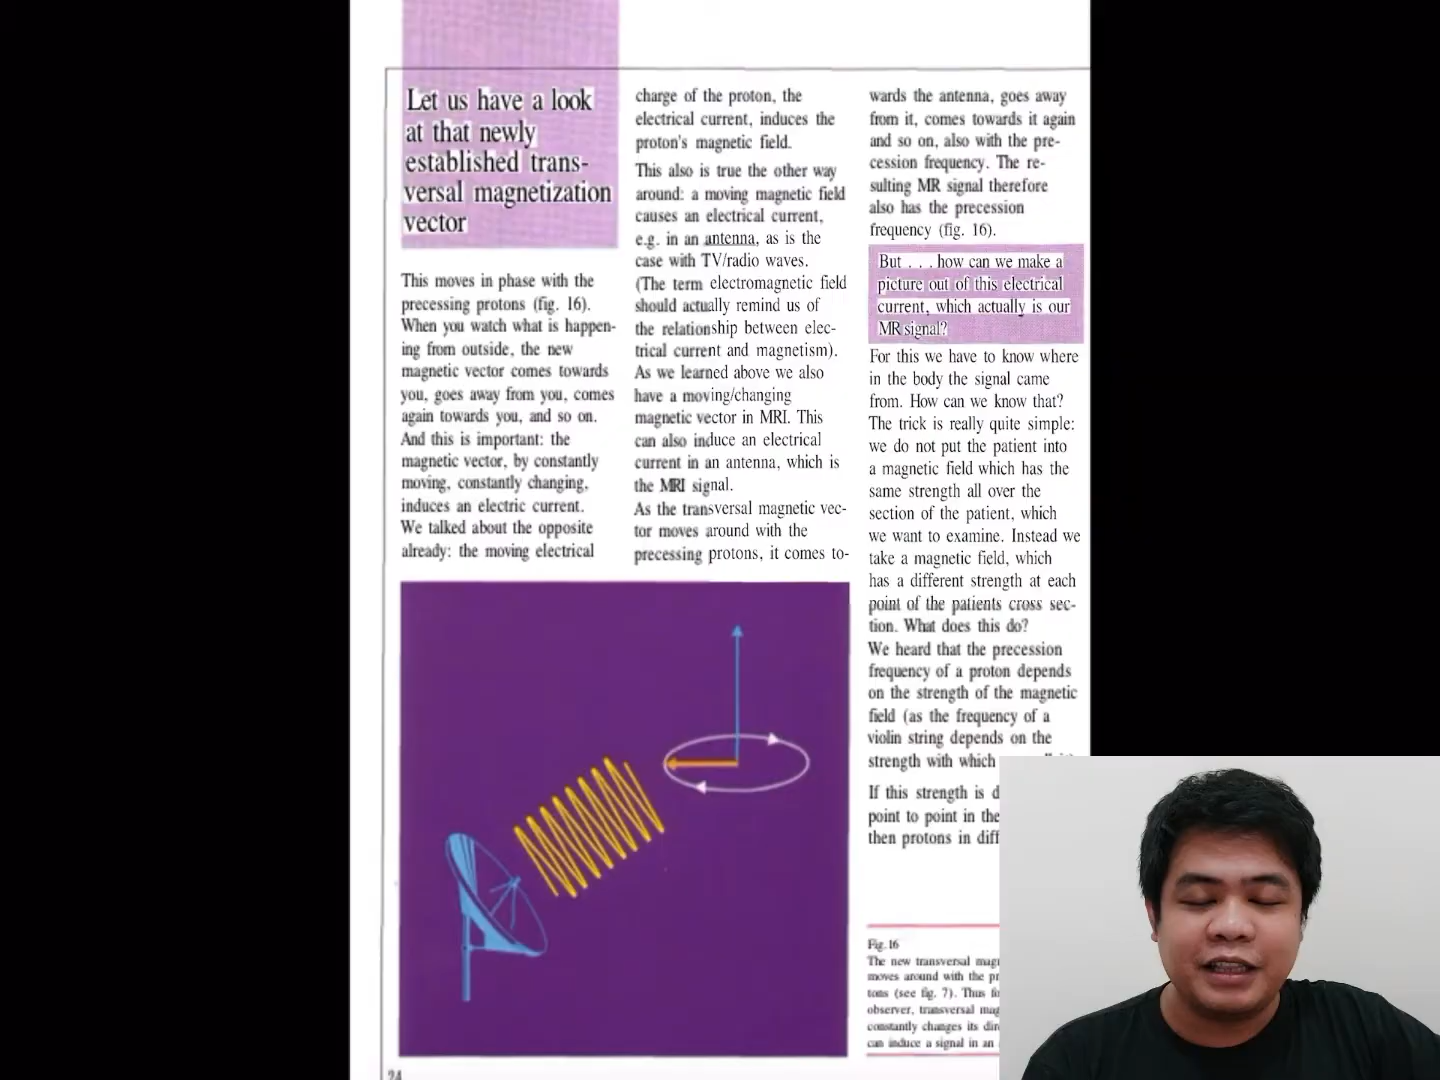 Let us have a look
at that newly
established trans-
versal magnetization
vector
This moves in phase with the
precessing protons (fig. 16).
When you watch what is happen-
ing from outside, the new
magnetic vector comes towards
you, goes away from you, comes
again towards you, and so on.
And this is important: the
magnetic vector, by constantly
moving, constantly changing,
induces an electric current.
We talked about the opposite
already: the moving electrical
charge of the proton, the
electrical current, induces the
proton's magnetic field.
This also is true the other way
around: a moving magnetic field
causes an electrical current,
e.g. in an antenna, as is the
case with TV/radio waves.
(The term electromagnetic field
should actually remind us of
the relationship between elec-
trical current and magnetism).
As we learned above we also
have a moving/changing
magnetic vector in MRI. This
can also induce an electrical
current in an antenna, which is
the MRI signal.
As the transversal magnetic vec-
tor moves around with the
precessing protons, it comes to-
wards the antenna, goes away
from it, comes towards it again
and so on, also with the pre-
cession frequency. The re-
sulting MR signal therefore
also has the precession
frequency (fig. 16).
But . . . how can we make a
picture out of this electrical
current, which actually is our
MR signal?
For this we have to know where
in the body the signal came
from. How can we know that?
The trick is really quite simple:
we do not put the patient into
a magnetic field which has the
same strength all over the
section of the patient, which
we want to examine. Instead we
take a magnetic field, which
has a different strength at each
point of the patients cross sec-
tion. What does this do?
We heard that the precession
frequency of a proton depends
on the strength of the magnetic
field (as the frequency of a
violin string depends on the
strength with which
If this strength is
point to point in the
then protons in
Fig. 16
The new transversal
moves around with the
tons (see fig. 7). Thus
observer, transversal
constantly changes its
can induce a signal in an
24